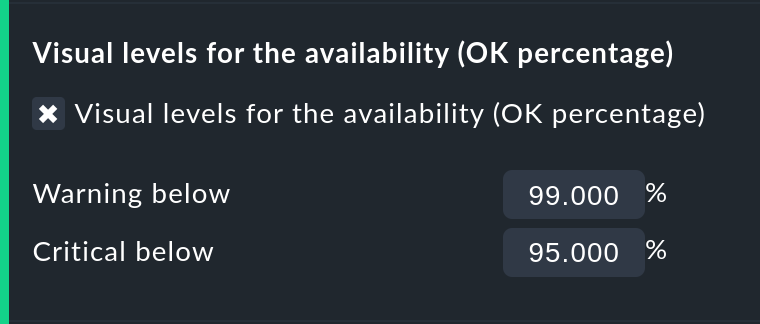 Visual levels for the availability (OK percentage)
Visual levels for the availability (OK percentage)
Warning below 99.000 %
Critical below 95.000 %